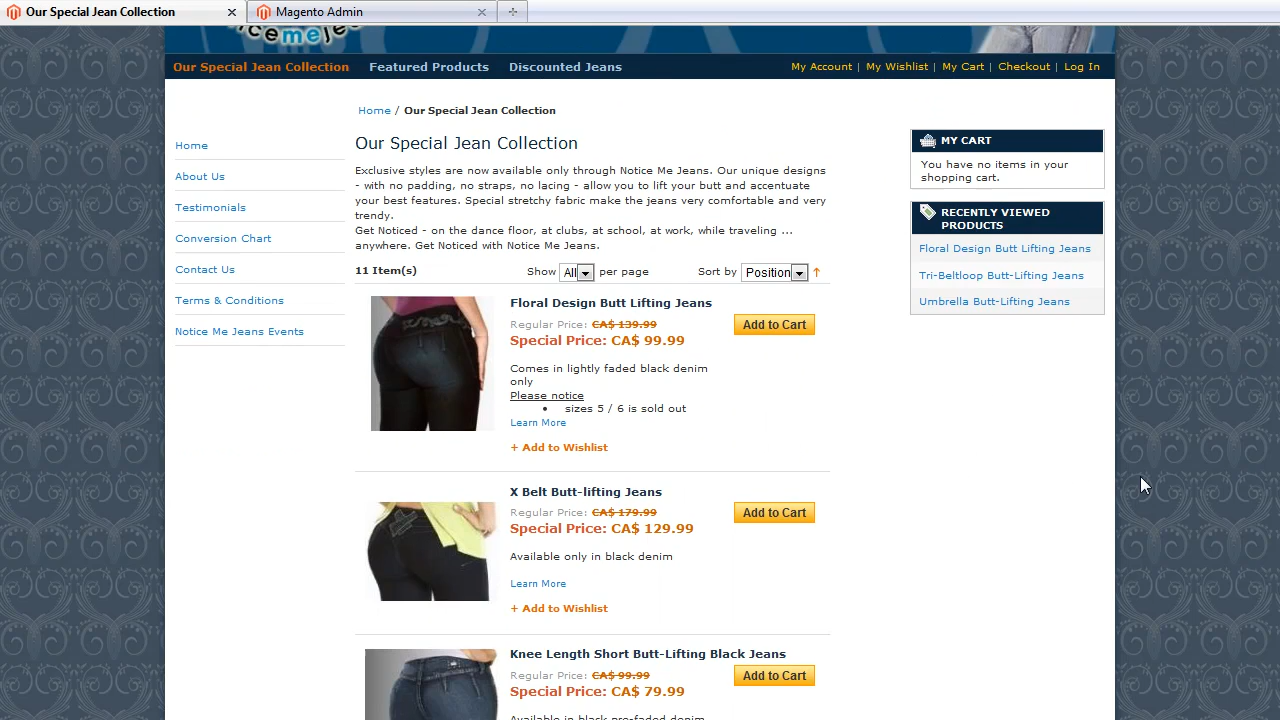 Our Special Jean Collection
Magento Admin
Our Special Jean Collection Featured Products Discounted Jeans
My Account | My Wishlist | My Cart | Checkout | Log In
Home / Our Special Jean Collection
Home
About Us
Testimonials
Conversion Chart
Contact Us
Terms & Conditions
Notice Me Jeans Events
Our Special Jean Collection
Exclusive styles are now available only through Notice Me Jeans. Our unique designs
- with no padding, no straps, no lacing - allow you to lift your butt and accentuate
your best features. Special stretchy fabric make the jeans very comfortable and very
trendy.
Get Noticed - on the dance floor, at clubs, at school, at work, while traveling ...
anywhere. Get Noticed with Notice Me Jeans.
11 Item(s) Show All per page Sort by Position
Floral Design Butt Lifting Jeans
Regular Price: CA$ 139.99
Special Price: CA$ 99.99
Add to Cart
Comes in lightly faded black denim
only
Please notice
• sizes 5 / 6 is sold out
Learn More
+ Add to Wishlist
X Belt Butt-lifting Jeans
Regular Price: CA$ 179.99
Special Price: CA$ 129.99
Add to Cart
Available only in black denim
Learn More
+ Add to Wishlist
Knee Length Short Butt-Lifting Black Jeans
Regular Price: CA$ 99.99
Special Price: CA$ 79.99
Add to Cart
Available in black pre-faded denim
MY CART
You have no items in your
shopping cart.
RECENTLY VIEWED
PRODUCTS
Floral Design Butt Lifting Jeans
Tri-Beltloop Butt-Lifting Jeans
Umbrella Butt-Lifting Jeans